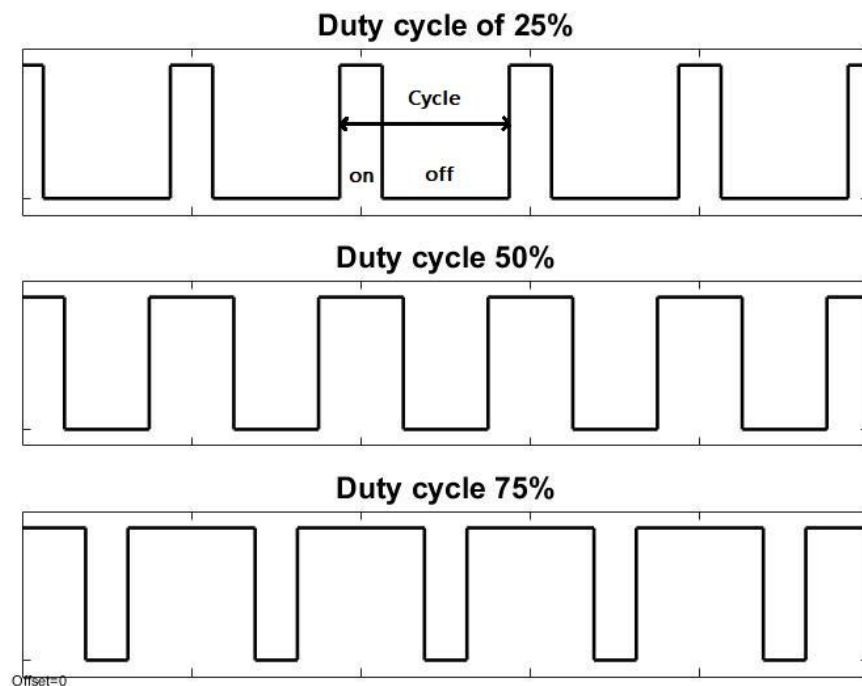 Duty cycle of 25%
Cycle
on off
Duty cycle 50%
Duty cycle 75%
Offset=0